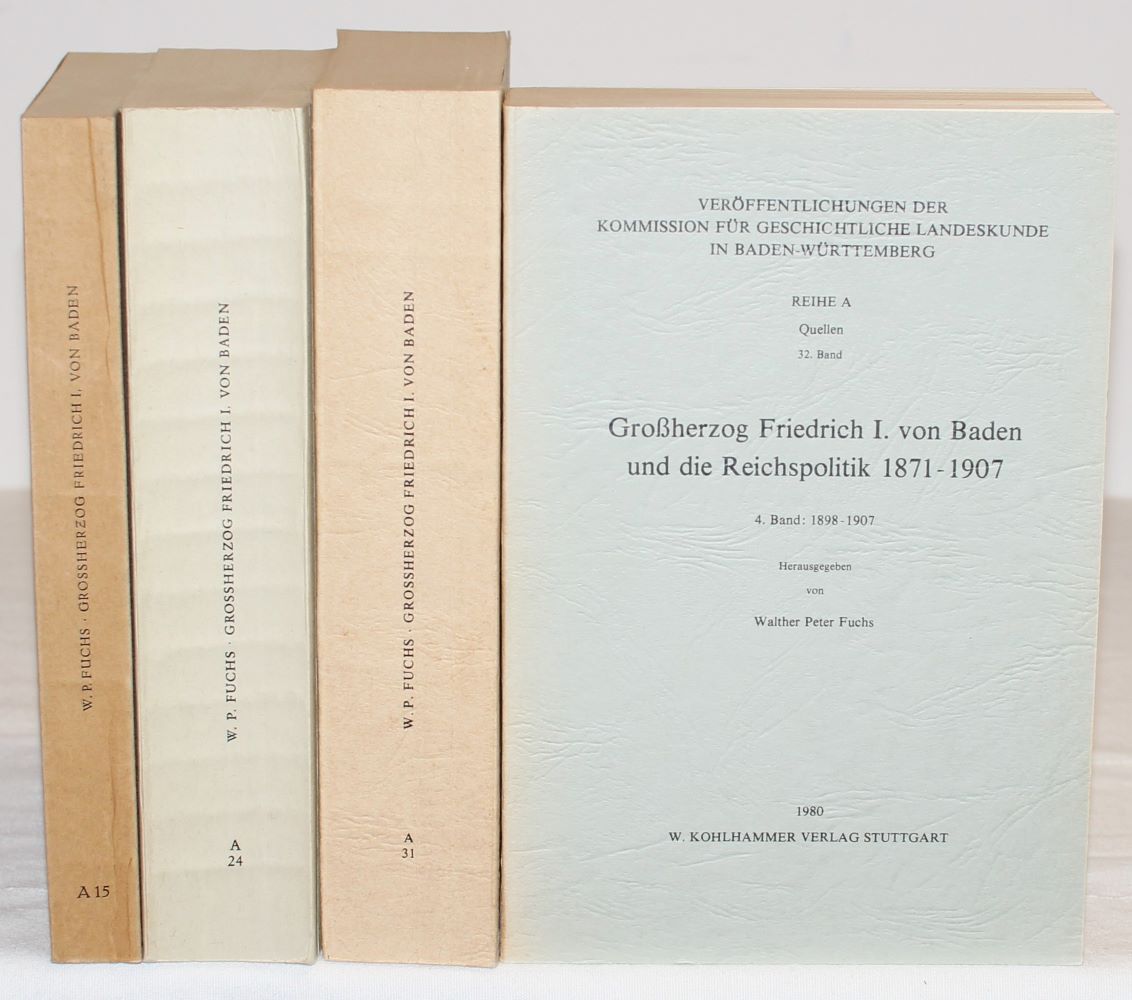 W. P. FUCHS · GROSSHERZOG FRIEDRICH I. VON BADEN
A 15
W. P. FUCHS · GROSSHERZOG FRIEDRICH I. VON BADEN
A
24
W. P. FUCHS · GROSSHERZOG FRIEDRICH I. VON BADEN
A
31
VERÖFFENTLICHUNGEN DER
KOMMISSION FÜR GESCHICHTLICHE LANDESKUNDE
IN BADEN-WÜRTTEMBERG
REIHE A
Quellen
32. Band
Großherzog Friedrich I. von Baden
und die Reichspolitik 1871-1907
4. Band: 1898-1907
Herausgegeben
von
Walther Peter Fuchs
1980
W. KOHLHAMMER VERLAG STUTTGART